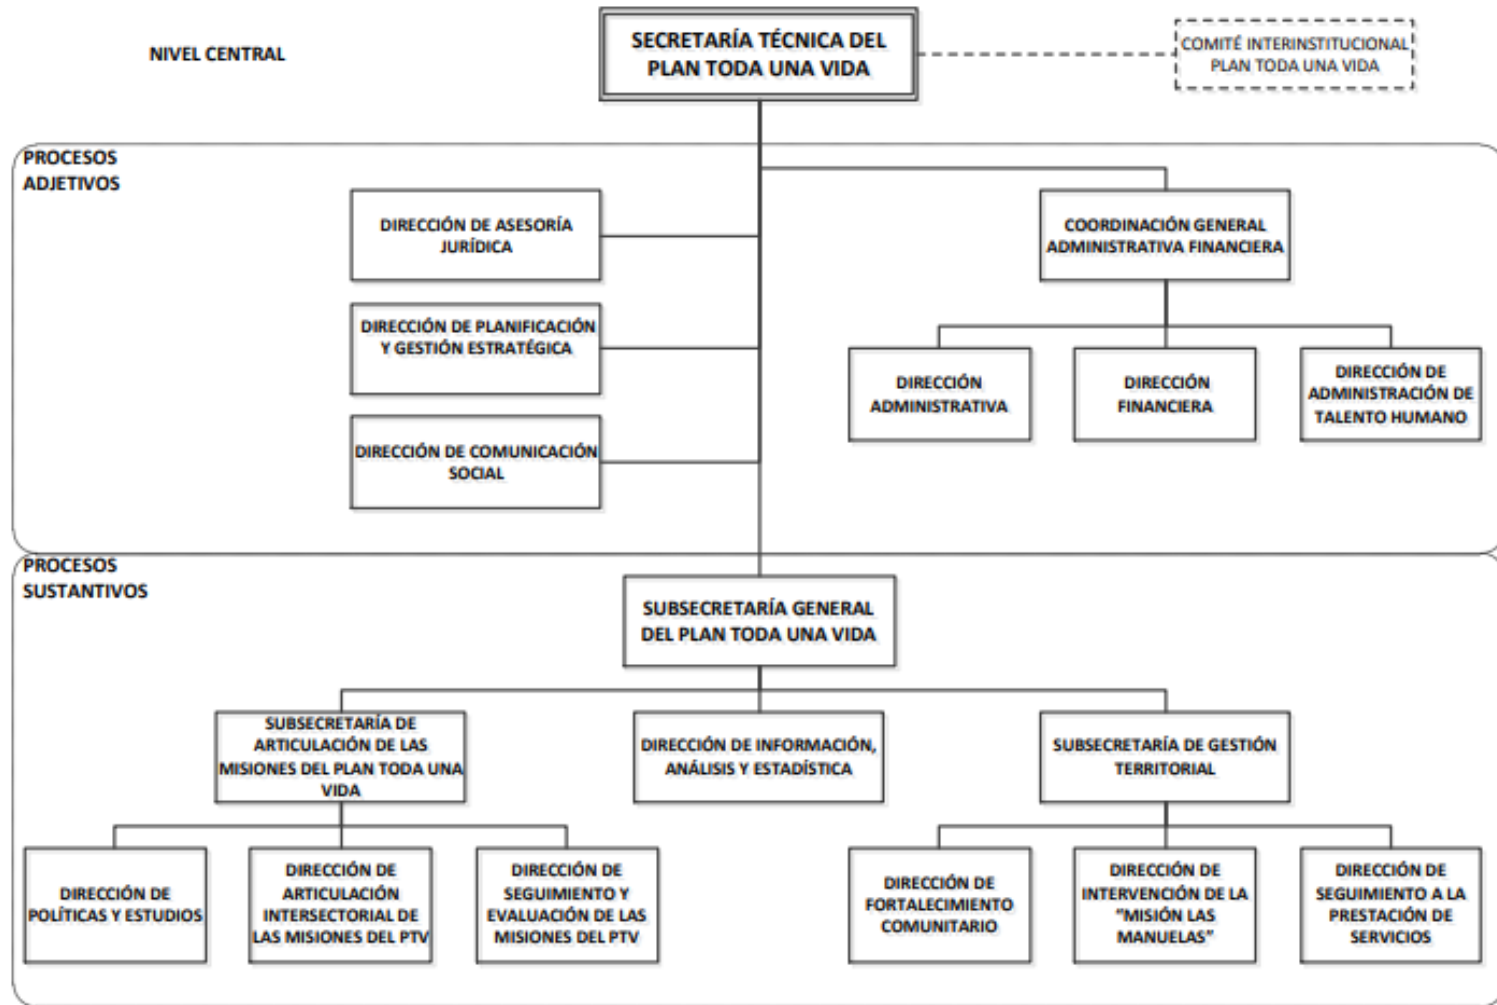 NIVEL CENTRAL
SECRETARÍA TÉCNICA DEL
PLAN TODA UNA VIDA
COMITÉ INTERINSTITUCIONAL
PLAN TODA UNA VIDA
PROCESOS
ADJETIVOS
DIRECCIÓN DE ASESORÍA
JURÍDICA
COORDINACIÓN GENERAL
ADMINISTRATIVA FINANCIERA
DIRECCIÓN DE PLANIFICACIÓN
Y GESTIÓN ESTRATÉGICA
DIRECCIÓN
ADMINISTRATIVA
DIRECCIÓN
FINANCIERA
DIRECCIÓN DE
ADMINISTRACIÓN DE
TALENTO HUMANO
DIRECCIÓN DE COMUNICACIÓN
SOCIAL
PROCESOS
SUSTANTIVOS
SUBSECRETARÍA GENERAL
DEL PLAN TODA UNA VIDA
SUBSECRETARÍA DE
ARTICULACIÓN DE LAS
MISIONES DEL PLAN TODA UNA
VIDA
DIRECCIÓN DE INFORMACIÓN,
ANÁLISIS Y ESTADÍSTICA
SUBSECRETARÍA DE GESTIÓN
TERRITORIAL
DIRECCIÓN DE
POLÍTICAS Y ESTUDIOS
DIRECCIÓN DE
ARTICULACIÓN
INTERSECTORIAL DE
LAS MISIONES DEL PTV
DIRECCIÓN DE
SEGUIMIENTO Y
EVALUACIÓN DE LAS
MISIONES DEL PTV
DIRECCIÓN DE
FORTALECIMIENTO
COMUNITARIO
DIRECCIÓN DE
INTERVENCIÓN DE LA
"MISIÓN LAS
MANUELAS"
DIRECCIÓN DE
SEGUIMIENTO A LA
PRESTACIÓN DE
SERVICIOS